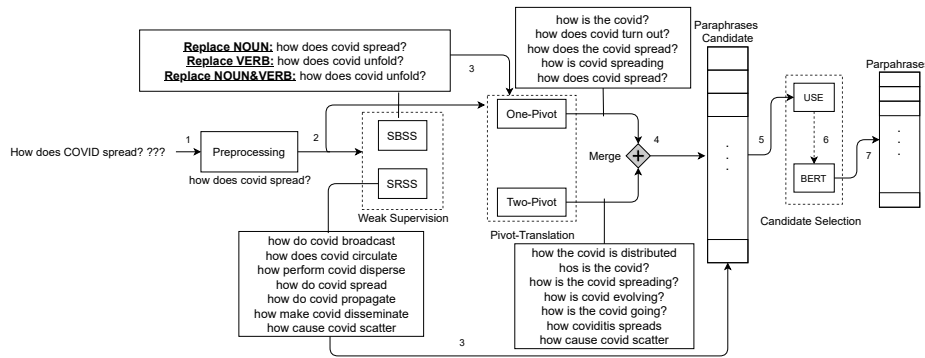 Replace NOUN: how does covid spread?
Replace VERB: how does covid unfold?
Replace NOUN&VERB: how does covid unfold?
3
how is the covid?
how does covid turn out?
how does the covid spread?
how is covid spreading
how does covid spread?
Paraphrases
Candidate
Parpahrases
How does COVID spread? ???
1
Preprocessing
how does covid spread?
2
SBSS
SRSS
Weak Supervision
One-Pivot
Two-Pivot
Pivot-Translation
Merge
4
5
USE
6
BERT
7
Candidate Selection
how do covid broadcast
how does covid circulate
how perform covid disperse
how do covid spread
how do covid propagate
how make covid disseminate
how cause covid scatter
how the covid is distributed
hos is the covid?
how is the covid spreading?
how is covid evolving?
how is the covid going?
how coviditis spreads
how cause covid scatter
3